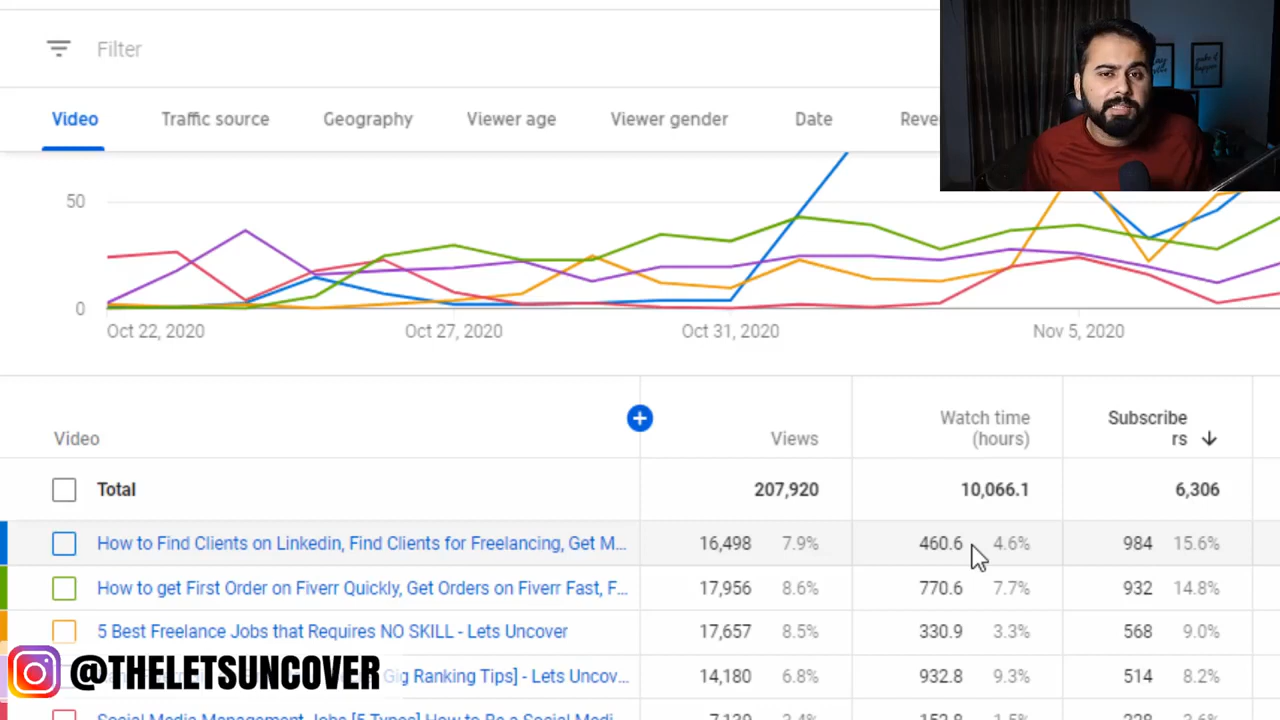 Filter
Video Traffic source Geography Viewer age Viewer gender Date Reve
50
0
Oct 22, 2020 Oct 27, 2020 Oct 31, 2020 Nov 5, 2020
Video Views Watch time (hours) Subscribe rs
Total 207,920 10,066.1 6,306
How to Find Clients on Linkedin, Find Clients for Freelancing, Get M... 16,498 7.9% 460.6 4.6% 984 15.6%
How to get First Order on Fiverr Quickly, Get Orders on Fiverr Fast, F... 17,956 8.6% 770.6 7.7% 932 14.8%
5 Best Freelance Jobs that Requires NO SKILL - Lets Uncover 17,657 8.5% 330.9 3.3% 568 9.0%
@THELETSUNCOVER
Gig Ranking Tips] - Lets Uncov... 14,180 6.8% 932.8 9.3% 514 8.2%